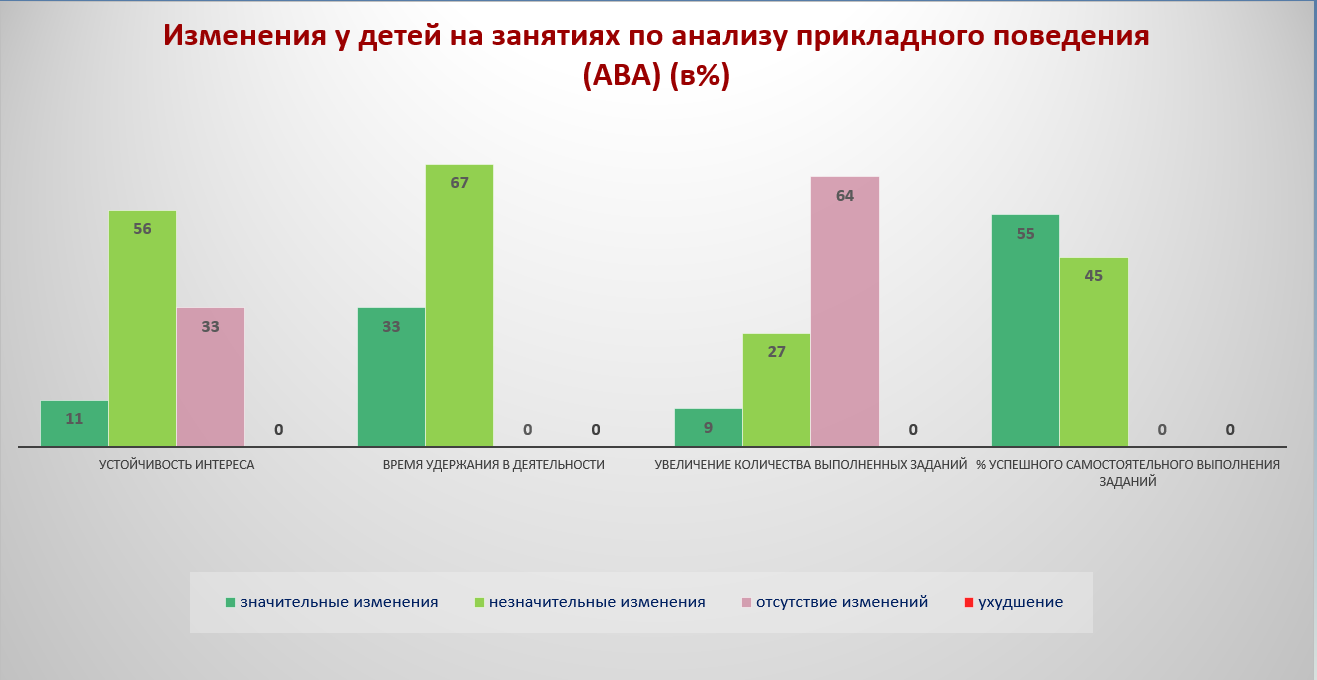 Изменения у детей на занятиях по анализу прикладного поведения
(АВА) (в%)
11
56
33
0
33
67
0
0
9
27
64
0
55
45
0
0
УСТОЙЧИВОСТЬ ИНТЕРЕСА
ВРЕМЯ УДЕРЖАНИЯ В ДЕЯТЕЛЬНОСТИ
УВЕЛИЧЕНИЕ КОЛИЧЕСТВА ВЫПОЛНЕННЫХ ЗАДАНИЙ
% УСПЕШНОГО САМОСТОЯТЕЛЬНОГО ВЫПОЛНЕНИЯ
ЗАДАНИЙ
значительные изменения
незначительные изменения
отсутствие изменений
ухудшение